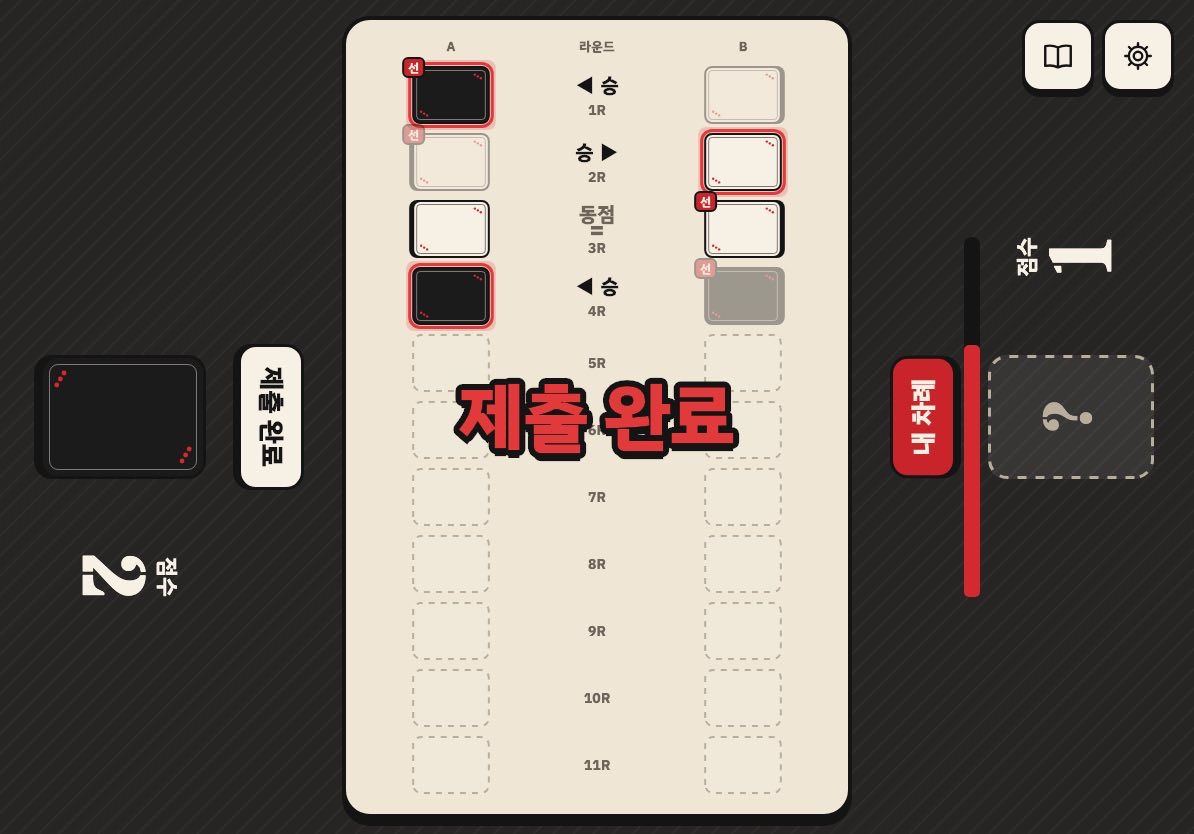 A 라운드 B
선 ◀ 승
1R
선 승 ▶
2R
동점 선
=
3R
◀ 승 선
4R
5R
제출 완료
7R
8R
9R
10R
11R
제출 완료
2 점수
점수 1
내 차례
?